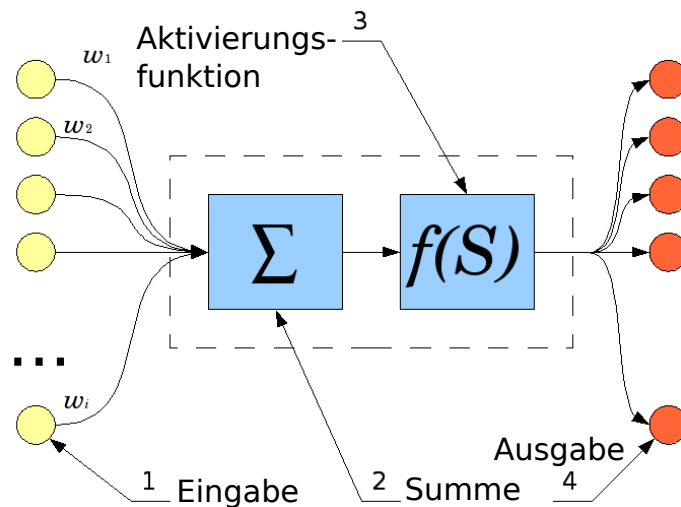 3
Aktivierungs-
funktion
w₁
w₂
Σ
f(S)
...
wᵢ
1 Eingabe
2 Summe
Ausgabe
4